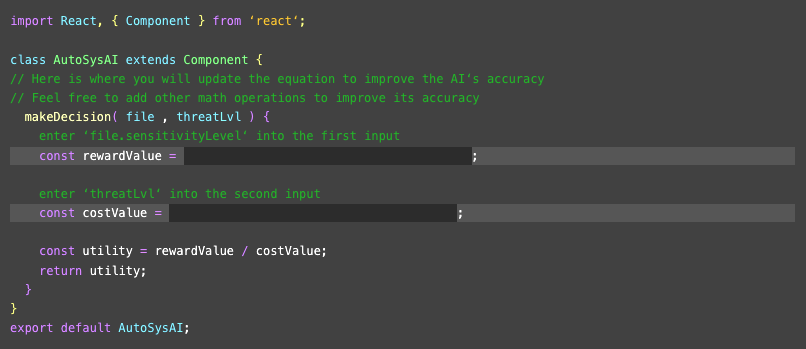 import React, { Component } from ‘react‘;
class AutoSysAI extends Component {
// Here is where you will update the equation to improve the AI‘s accuracy
// Feel free to add other math operations to improve its accuracy
makeDecision( file , threatLvl ) {
enter ‘file.sensitivityLevel‘ into the first input
const rewardValue = ;
enter ‘threatLvl‘ into the second input
const costValue = ;
const utility = rewardValue / costValue;
return utility;
}
}
export default AutoSysAI;